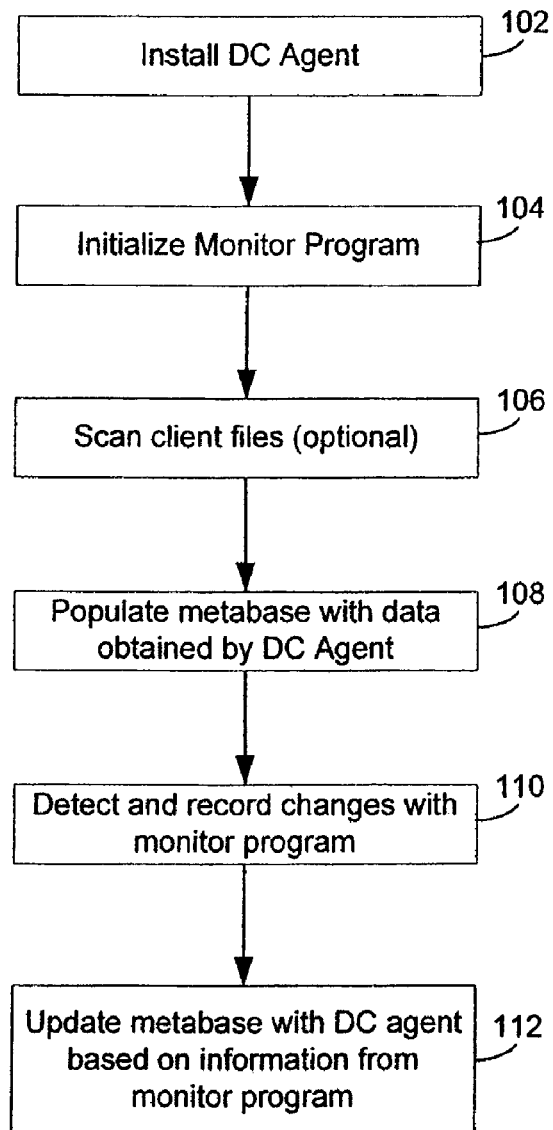 102
Install DC Agent
104
Initialize Monitor Program
106
Scan client files (optional)
108
Populate metabase with data
obtained by DC Agent
110
Detect and record changes with
monitor program
Update metabase with DC agent
112
based on information from
monitor program